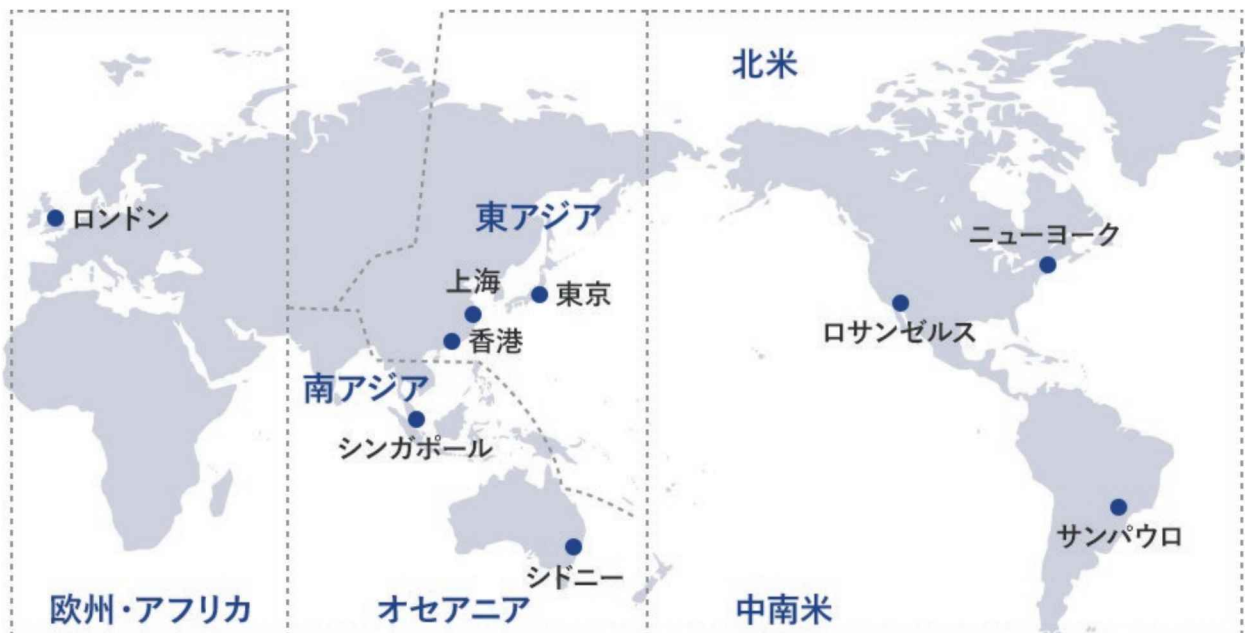 北米
ロンドン
東アジア
ニューヨーク
上海
東京
ロサンゼルス
香港
南アジア
シンガポール
サンパウロ
シドニー
欧州・アフリカ
オセアニア
中南米